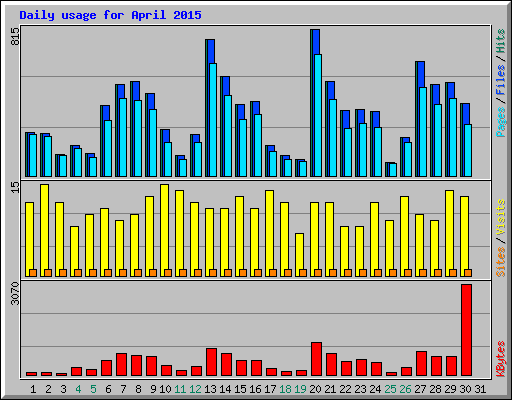 Daily usage for April 2015
815
Pages / Files / Hits
15
Sites / Visits
3070
KBytes
1 2 3 4 5 6 7 8 9 10 11 12 13 14 15 16 17 18 19 20 21 22 23 24 25 26 27 28 29 30 31